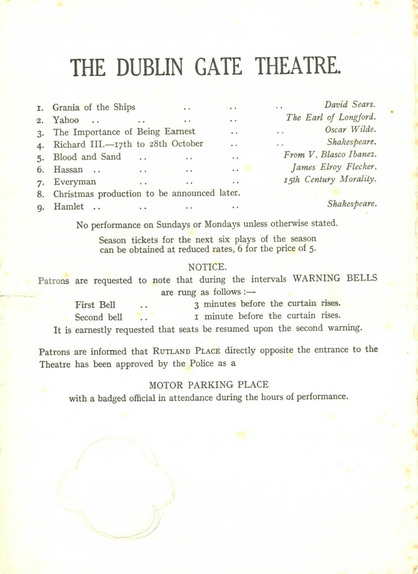 THE DUBLIN GATE THEATRE.
1. Grania of the Ships .. .. .. David Sears.
2. Yahoo .. .. .. .. The Earl of Longford.
3. The Importance of Being Earnest .. .. Oscar Wilde.
4. Richard III.—17th to 28th October .. Shakespeare.
5. Blood and Sand .. .. .. From V. Blasco Ibanez.
6. Hassan .. .. .. .. James Elroy Flecker.
7. Everyman .. .. .. 15th Century Morality.
8. Christmas production to be announced later.
9. Hamlet .. .. .. .. Shakespeare.
No performance on Sundays or Mondays unless otherwise stated.
Season tickets for the next six plays of the season
can be obtained at reduced rates, 6 for the price of 5.
NOTICE.
Patrons are requested to note that during the intervals WARNING BELLS
are rung as follows :—
First Bell .. 3 minutes before the curtain rises.
Second bell .. 1 minute before the curtain rises.
It is earnestly requested that seats be resumed upon the second warning.
Patrons are informed that RUTLAND PLACE directly opposite the entrance to the
Theatre has been approved by the Police as a
MOTOR PARKING PLACE
with a badged official in attendance during the hours of performance.